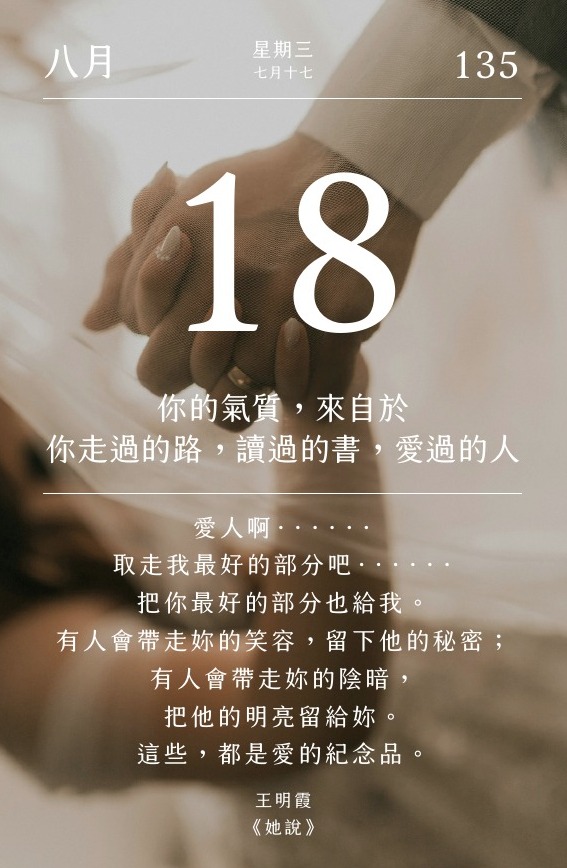 八月
星期三
七月十七
135
18
你的氣質，來自於
你走過的路，讀過的書，愛過的人
愛人啊······
取走我最好的部分吧······
把你最好的部分也給我。
有人會帶走妳的笑容，留下他的秘密；
有人會帶走妳的陰暗，
把他的明亮留給妳。
這些，都是愛的紀念品。
王明霞
《她說》